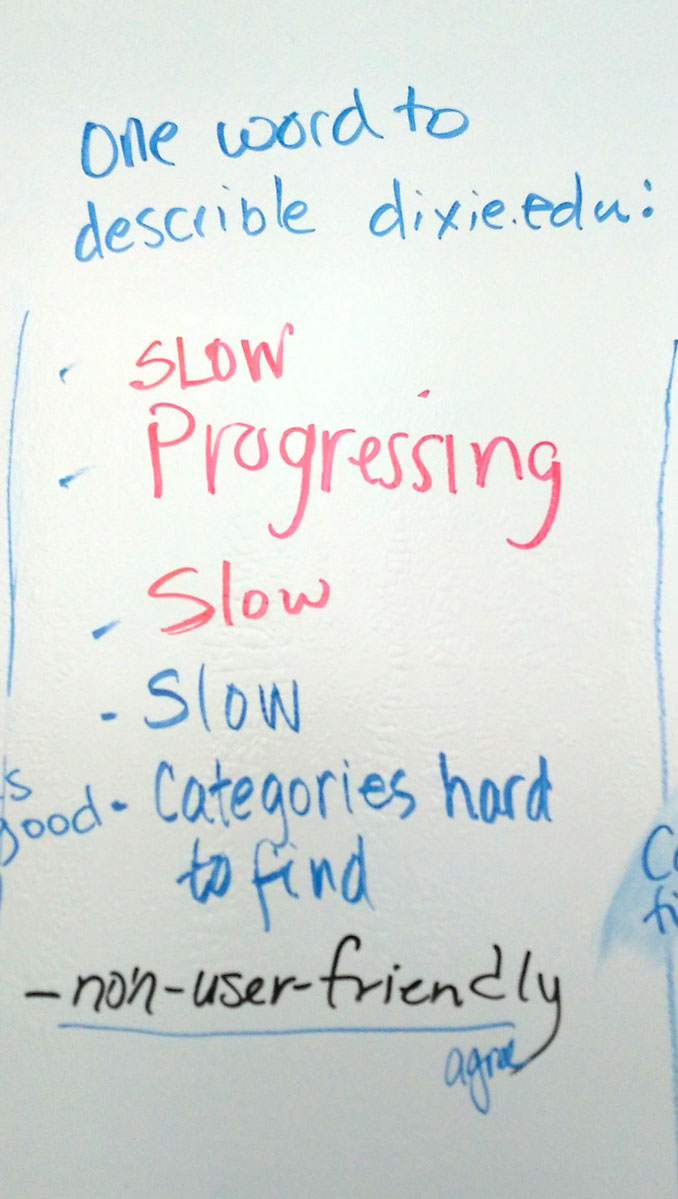 One word to
describle dixie.edu:
- SLOW
- Progressing
- Slow
- Slow
- Categories hard
to find
good
- non-user-friendly
agree